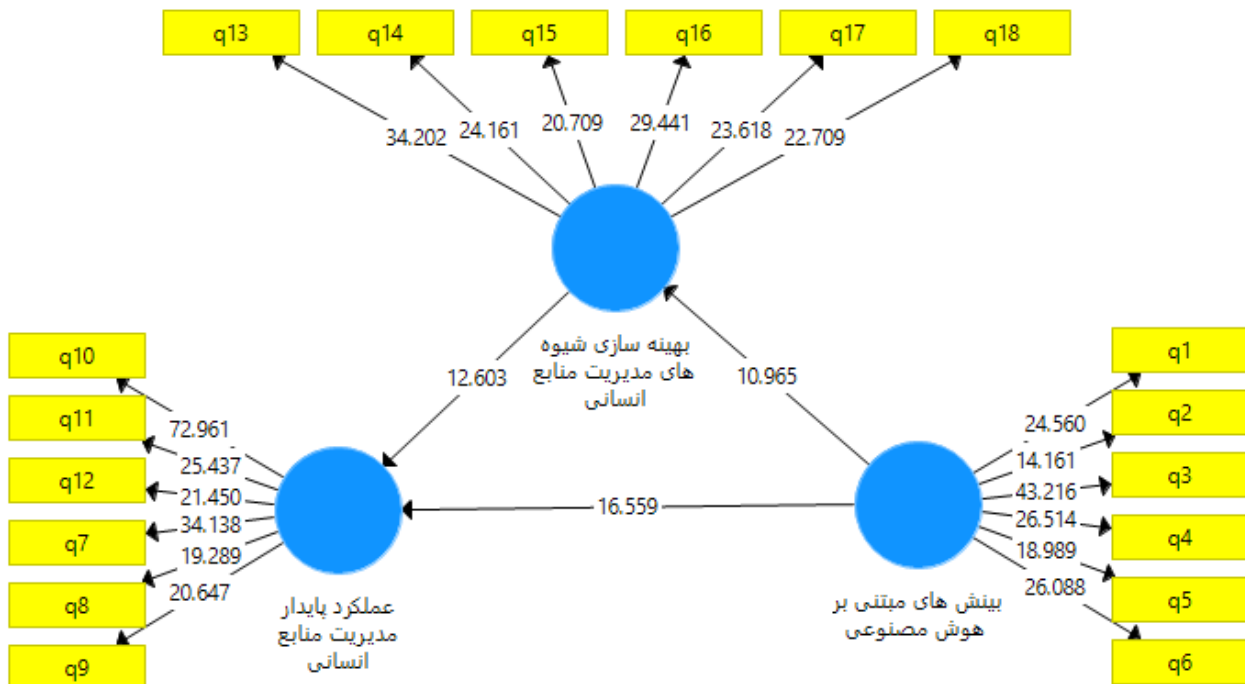 q13
q14
q15
q16
q17
q18
34.202
24.161
20.709
29.441
23.618
22.709
بهینه سازی شیوه
های مدیریت منابع
انسانی
12.603
10.965
q10
q11
q12
q7
q8
q9
72.961
25.437
21.450
34.138
19.289
20.647
عملکرد پایدار
مدیریت منابع
انسانی
16.559
q1
q2
q3
q4
q5
q6
24.560
14.161
43.216
26.514
18.989
26.088
بینش های مبتنی بر
هوش مصنوعی